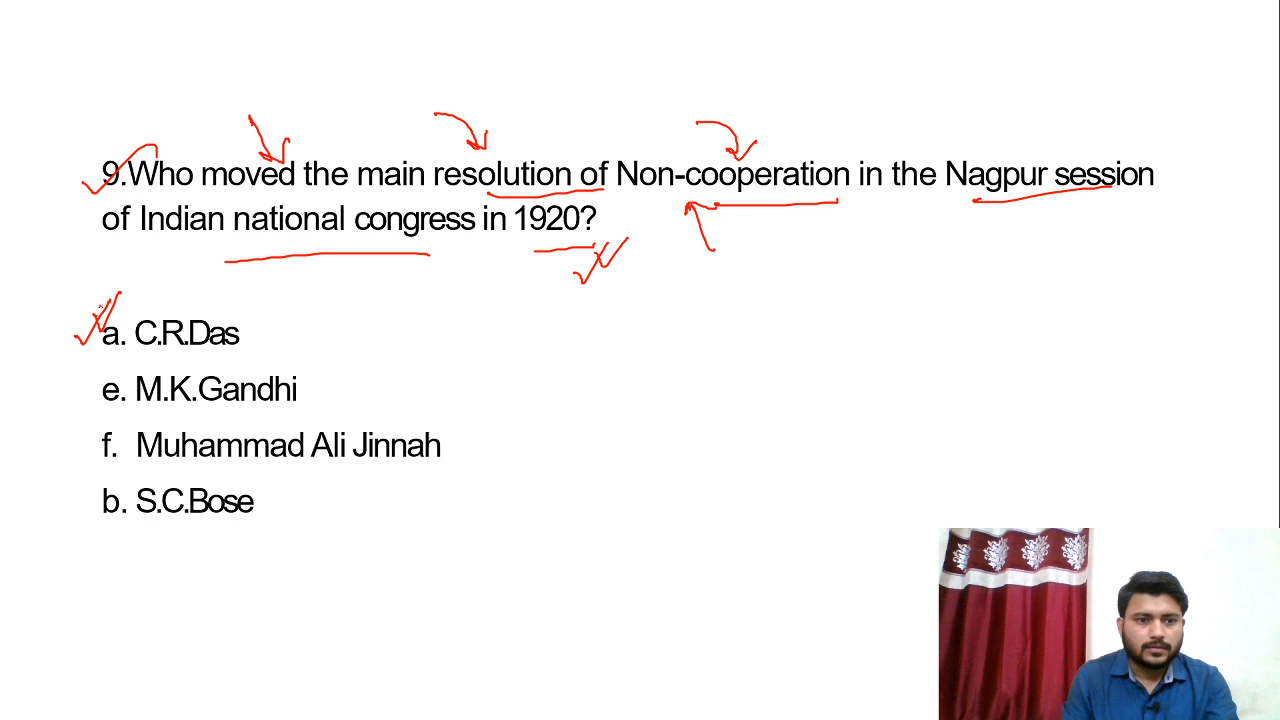 9.Who moved the main resolution of Non-cooperation in the Nagpur session
of Indian national congress in 1920?
a. C.R.Das
e. M.K.Gandhi
f. Muhammad Ali Jinnah
b. S.C.Bose